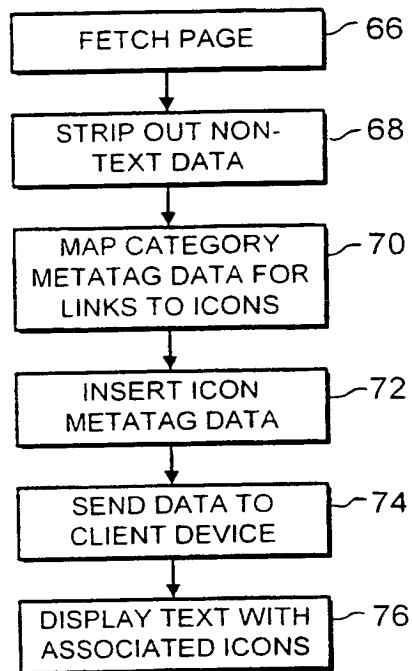 FETCH PAGE 66
STRIP OUT NON-
TEXT DATA 68
MAP CATEGORY
METATAG DATA FOR
LINKS TO ICONS 70
INSERT ICON
METATAG DATA 72
SEND DATA TO
CLIENT DEVICE 74
DISPLAY TEXT WITH
ASSOCIATED ICONS 76